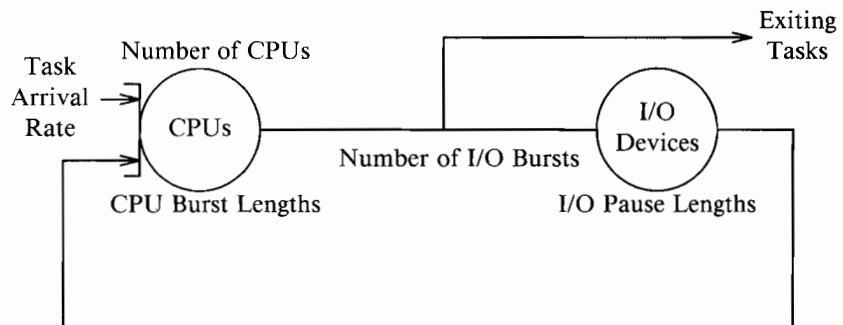 Exiting
Tasks
Number of CPUs
Task
Arrival
Rate
CPUs
I/O
Devices
Number of I/O Bursts
CPU Burst Lengths
I/O Pause Lengths